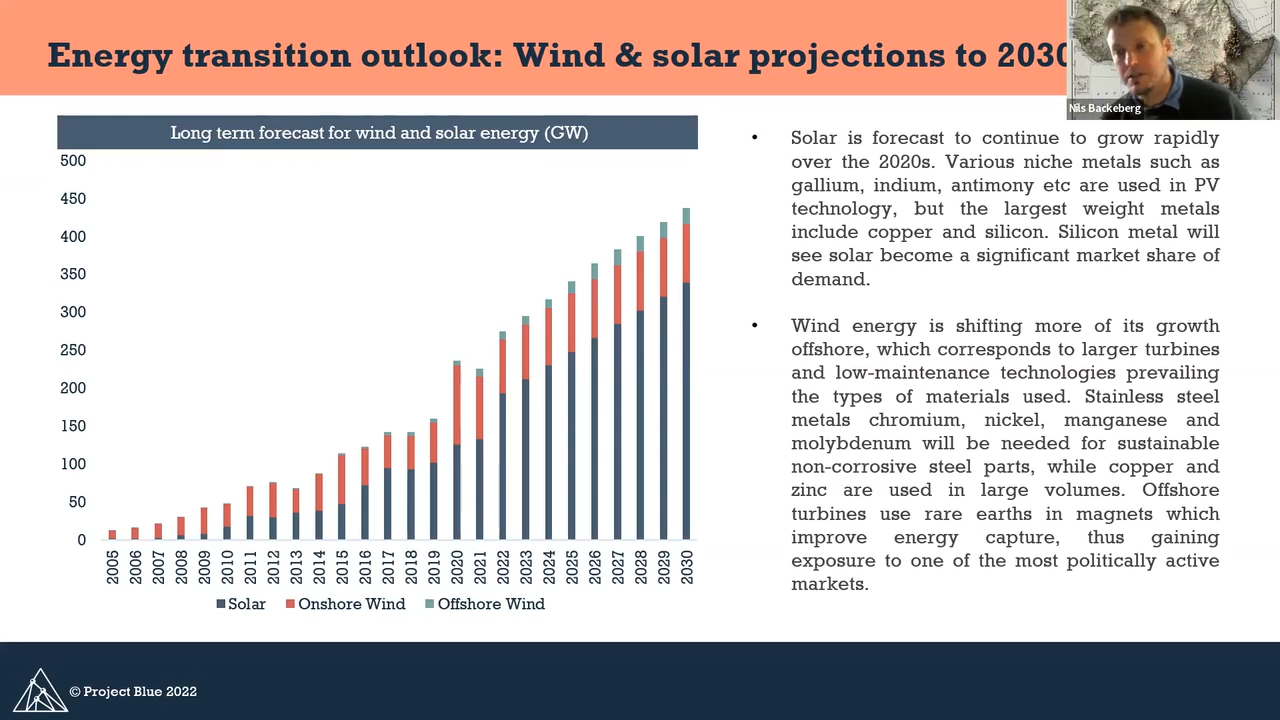 Energy transition outlook: Wind & solar projections to 2030
Nils Backeberg
Long term forecast for wind and solar energy (GW)
500
450
400
350
300
250
200
150
100
50
0
2005 2006 2007 2008 2009 2010 2011 2012 2013 2014 2015 2016 2017 2018 2019 2020 2021 2022 2023 2024 2025 2026 2027 2028 2029 2030
Solar Onshore Wind Offshore Wind
• Solar is forecast to continue to grow rapidly
over the 2020s. Various niche metals such as
gallium, indium, antimony etc are used in PV
technology, but the largest weight metals
include copper and silicon. Silicon metal will
see solar become a significant market share of
demand.
• Wind energy is shifting more of its growth
offshore, which corresponds to larger turbines
and low-maintenance technologies prevailing
the types of materials used. Stainless steel
metals chromium, nickel, manganese and
molybdenum will be needed for sustainable
non-corrosive steel parts, while copper and
zinc are used in large volumes. Offshore
turbines use rare earths in magnets which
improve energy capture, thus gaining
exposure to one of the most politically active
markets.
© Project Blue 2022